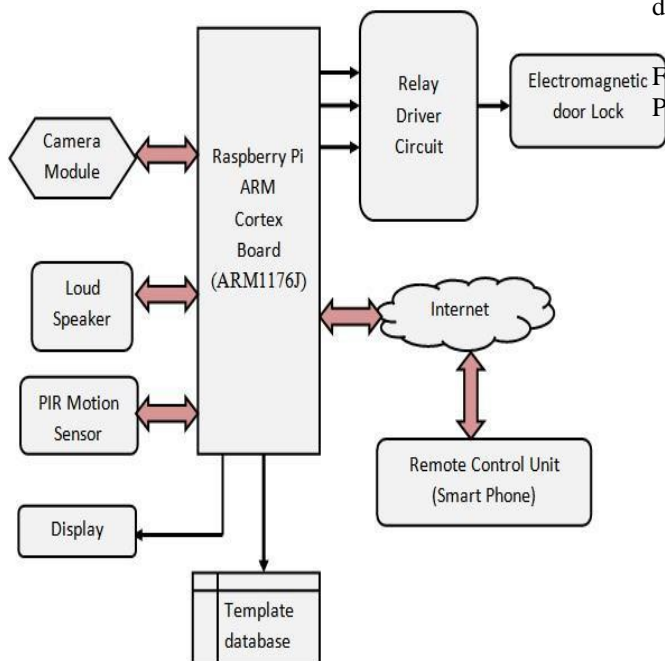 d
Relay
Driver
Circuit
Electromagnetic
door Lock
F
P
Camera
Module
Raspberry Pi
ARM
Cortex
Board
(ARM1176J)
Loud
Speaker
Internet
PIR Motion
Sensor
Remote Control Unit
(Smart Phone)
Display
Template
database